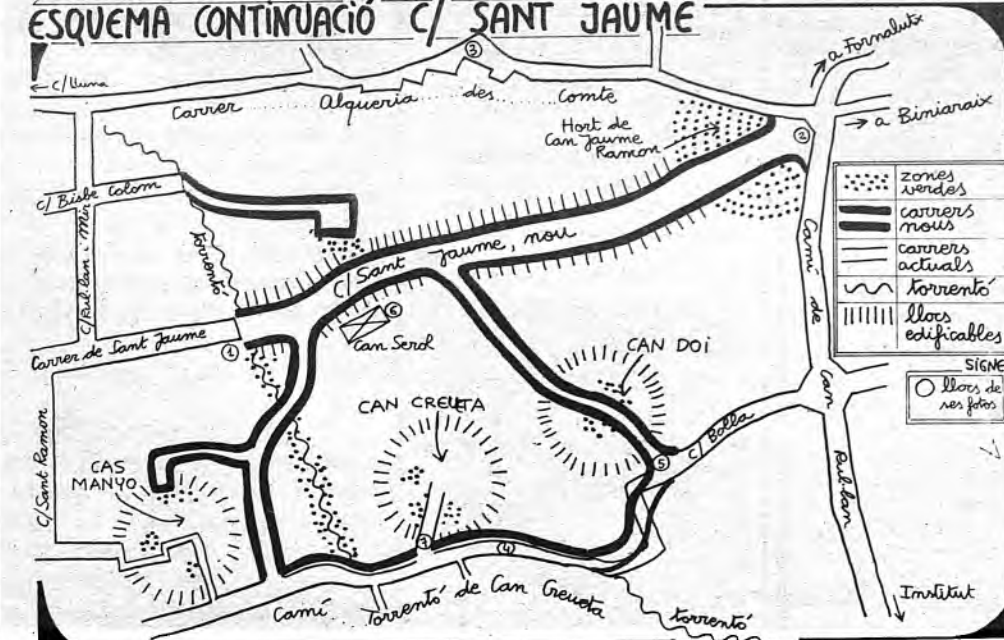 ESQUEMA CONTINUACIÓ C/ SANT JAUME
← c/ Lluna
Carrer Alqueria des Comte
③
→ a Fornalutx
→ a Biniaraix
Hort de
Can Jaume
Ramon
②
c/ Bisbe Colom
torrentó
C/ Sant Jaume, nou
Carrer de Sant Jaume
①
⑥
Can Serol
CAN DOI
CAN CREUETA
CAS
MANYO
C/ Sant Ramon
⑤
C/ Bolla
④
Camí de Can Rul·lan
Institut
Camí Torrentó de Can Creueta
torrentó
zones
verdes
carrers
nous
carrers
actuals
torrentó
llocs
edificables
SIGNE
llocs de
ses fotos